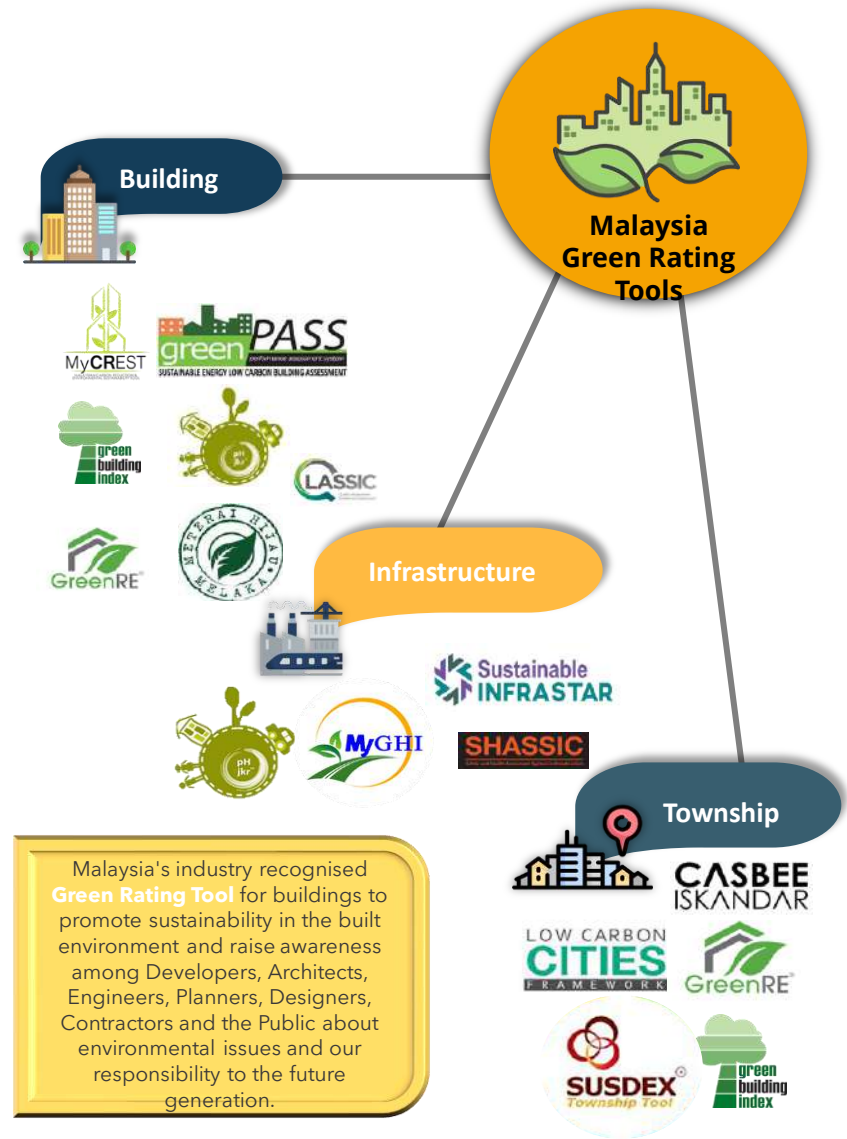 Malaysia
Green Rating
Tools
Building
MyCREST
greenPASS
SUSTAINABLE ENERGY LOW CARBON BUILDING ASSESSMENT
green
building
index
pH
jkr
QLASSIC
GreenRE
METERAI HIJAU
MELAKA
Infrastructure
Sustainable
INFRASTAR
pH
jkr
MyGHI
SHASSIC
Township
CASBEE
ISKANDAR
LOW CARBON
CITIES
FRAMEWORK
GreenRE
SUSDEX
Township Tool
green
building
index
Malaysia's industry recognised
Green Rating Tool for buildings to
promote sustainability in the built
environment and raise awareness
among Developers, Architects,
Engineers, Planners, Designers,
Contractors and the Public about
environmental issues and our
responsibility to the future
generation.